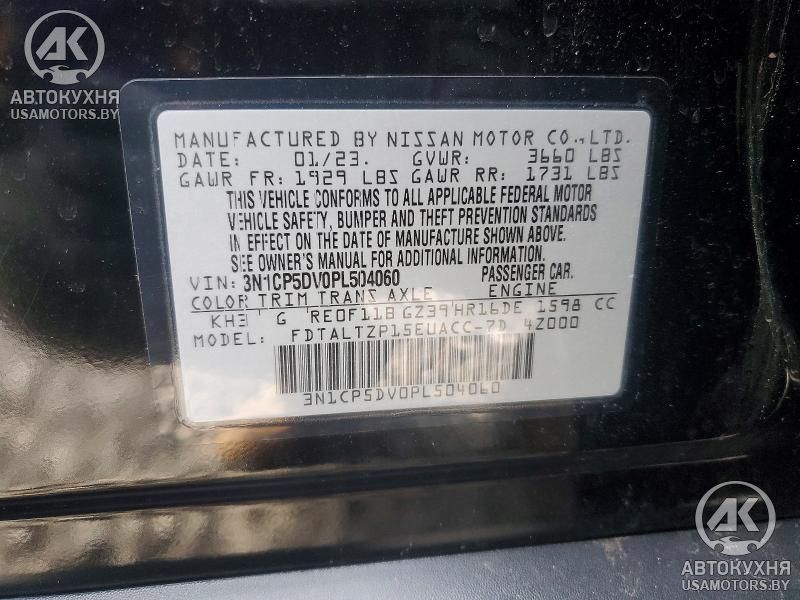 АК
АВТОКУХНЯ
USAMOTORS.BY
MANUFACTURED BY NISSAN MOTOR CO., LTD.
DATE: 01/23. GVWR: 3660 LBS
GAWR FR: 1929 LBS GAWR RR: 1731 LBS
THIS VEHICLE CONFORMS TO ALL APPLICABLE FEDERAL MOTOR
VEHICLE SAFETY, BUMPER AND THEFT PREVENTION STANDARDS
IN EFFECT ON THE DATE OF MANUFACTURE SHOWN ABOVE.
SEE OWNER'S MANUAL FOR ADDITIONAL INFORMATION.
VIN: 3N1CP5DV0PL504060 PASSENGER CAR.
COLOR TRIM TRANS AXLE ENGINE
KH3 G RE0F11B GZ39 HR16DE 1598 CC
MODEL: FDTALTZP15EUACC-7D 4Z000
3N1CP5DV0PL504060
АК
АВТОКУХНЯ
USAMOTORS.BY